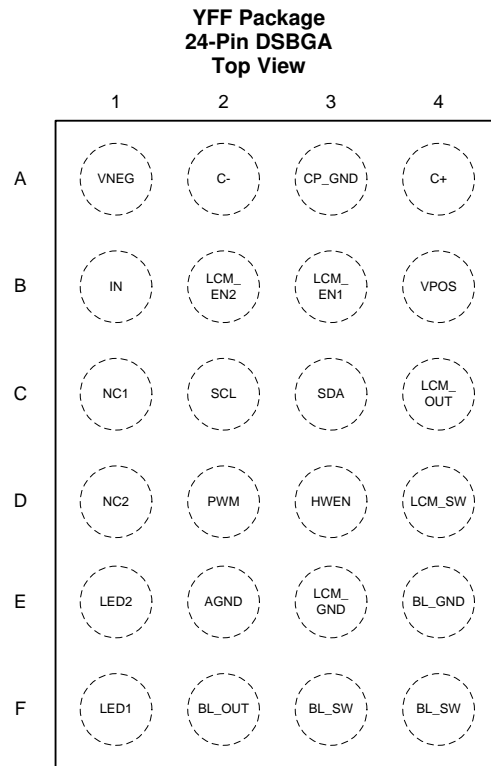 YFF Package
24-Pin DSBGA
Top View
1 2 3 4
A VNEG C- CP_GND C+
B IN LCM_
EN2 LCM_
EN1 VPOS
C NC1 SCL SDA LCM_
OUT
D NC2 PWM HWEN LCM_SW
E LED2 AGND LCM_
GND BL_GND
F LED1 BL_OUT BL_SW BL_SW